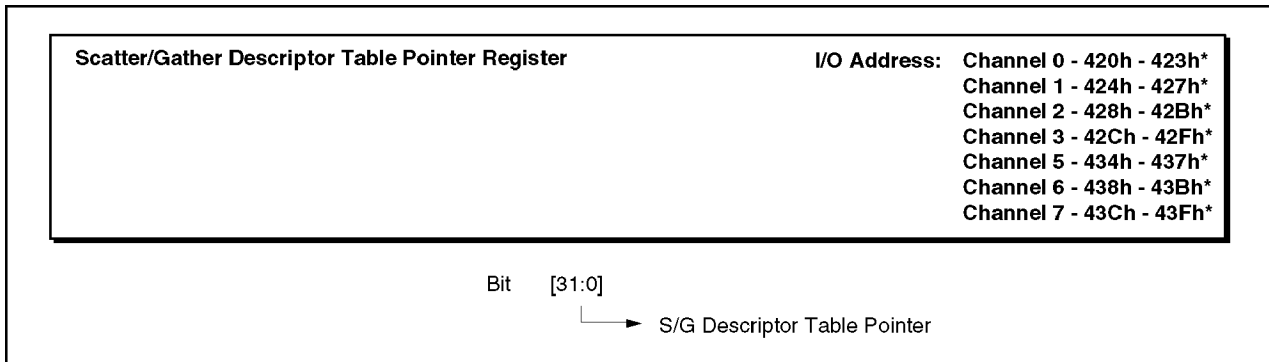 Scatter/Gather Descriptor Table Pointer Register I/O Address: Channel 0 - 420h - 423h*
Channel 1 - 424h - 427h*
Channel 2 - 428h - 42Bh*
Channel 3 - 42Ch - 42Fh*
Channel 5 - 434h - 437h*
Channel 6 - 438h - 43Bh*
Channel 7 - 43Ch - 43Fh*
Bit [31:0]
S/G Descriptor Table Pointer